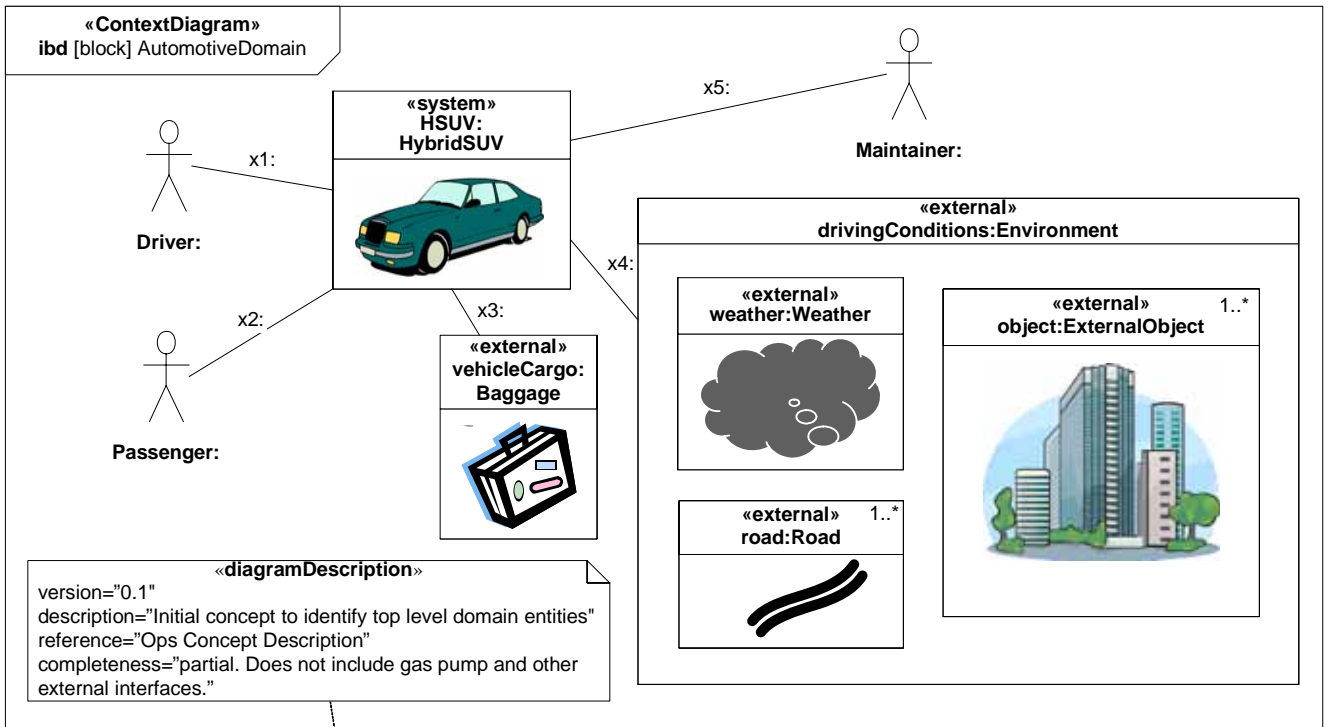 «ContextDiagram»
ibd [block] AutomotiveDomain
x5:
«system»
HSUV:
HybridSUV
x1:
Maintainer:
Driver:
«external»
drivingConditions:Environment
x4:
«external»
weather:Weather
«external» 1..*
object:ExternalObject
x2:
x3:
«external»
vehicleCargo:
Baggage
Passenger:
«external» 1..*
road:Road
«diagramDescription»
version=”0.1"
description=”Initial concept to identify top level domain entities"
reference=”Ops Concept Description”
completeness=”partial. Does not include gas pump and other
external interfaces.”